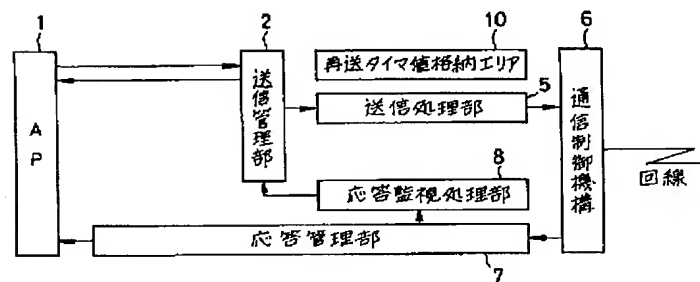 1
2
10
6
再送タイマ値格納エリア
5
送信処理部
送信管理部
AP
通信制御機構
8
応答監視処理部
回線
応答管理部
7